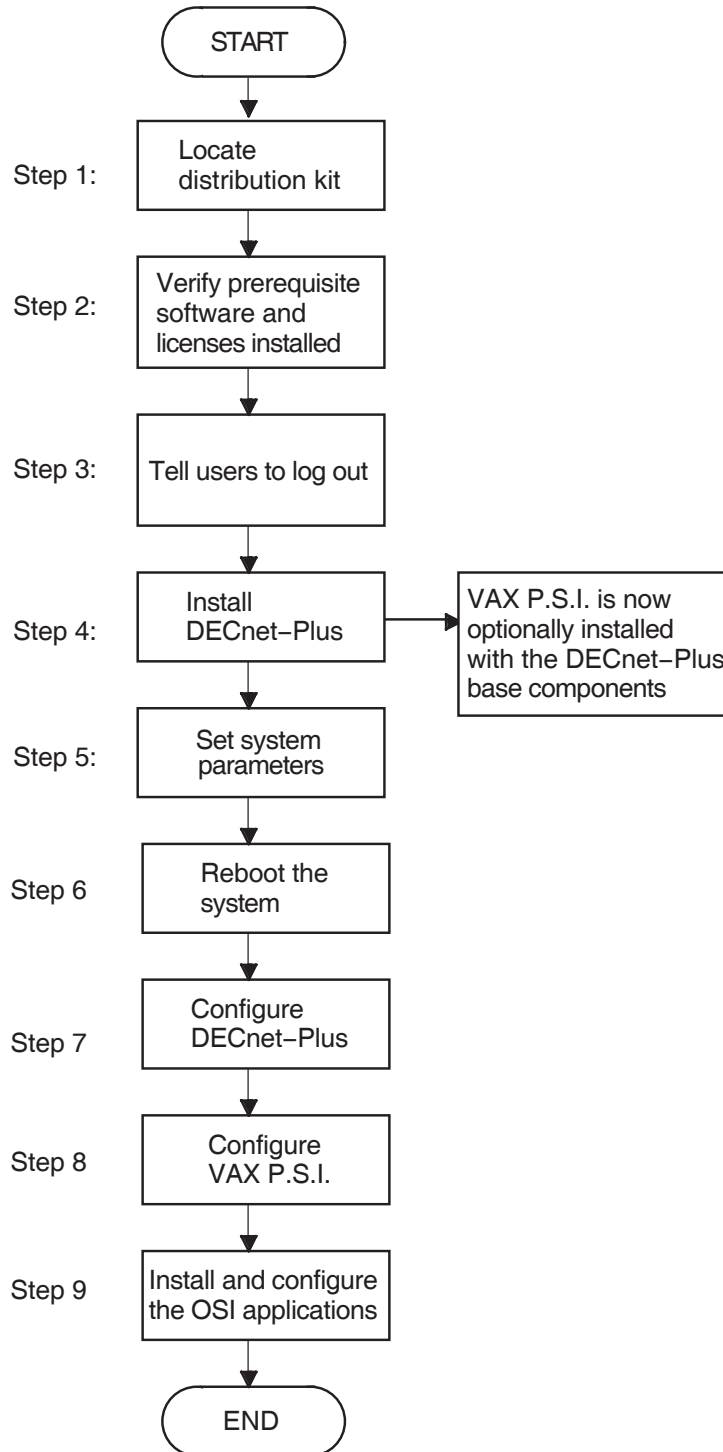 START
Step 1:
Locate
distribution kit
Step 2:
Verify prerequisite
software and
licenses installed
Step 3:
Tell users to log out
Step 4:
Install
DECnet−Plus
VAX P.S.I. is now
optionally installed
with the DECnet−Plus
base components
Step 5:
Set system
parameters
Step 6
Reboot the
system
Step 7
Configure
DECnet−Plus
Step 8
Configure
VAX P.S.I.
Step 9
Install and configure
the OSI applications
END